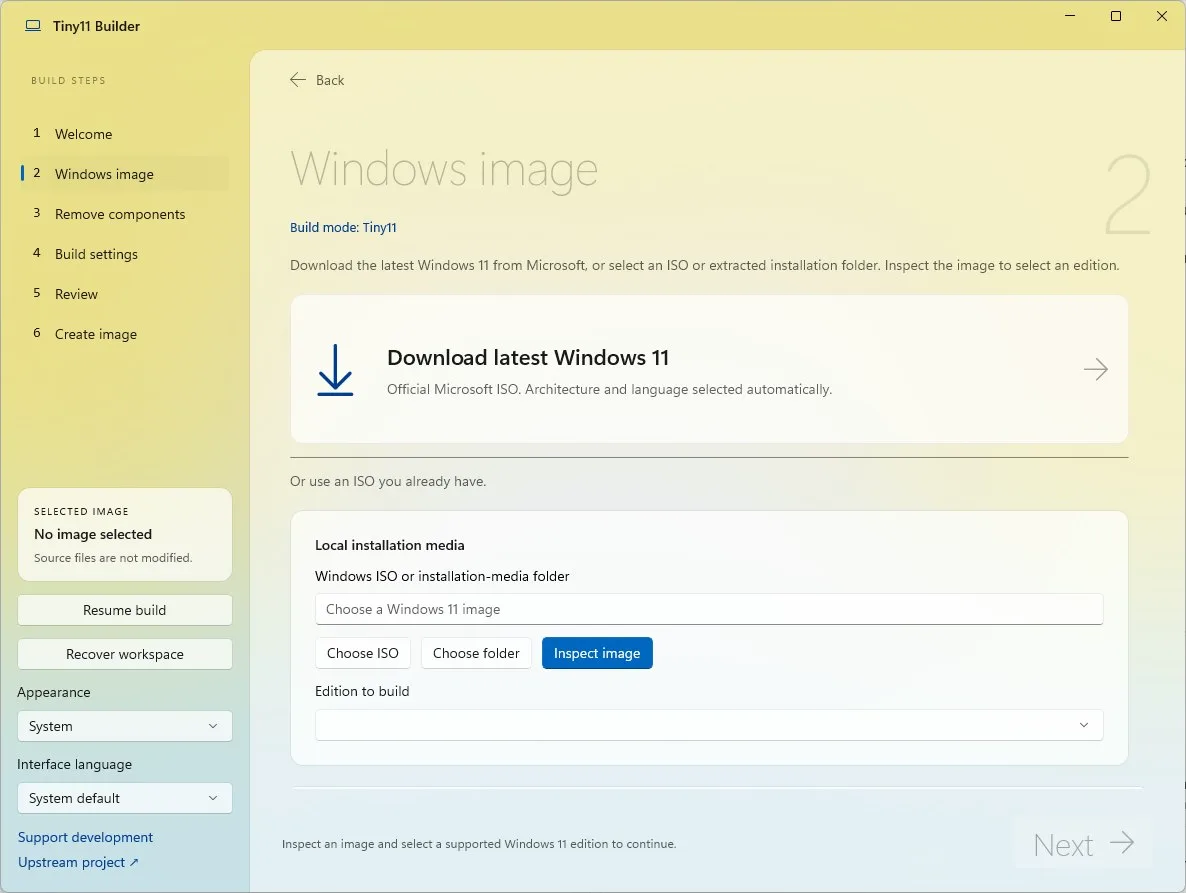 Tiny11 Builder
BUILD STEPS
1 Welcome
2 Windows image
3 Remove components
4 Build settings
5 Review
6 Create image
SELECTED IMAGE
No image selected
Source files are not modified.
Resume build
Recover workspace
Appearance
System
Interface language
System default
Support development
Upstream project ↗
Back
Windows image
2
Build mode: Tiny11
Download the latest Windows 11 from Microsoft, or select an ISO or extracted installation folder. Inspect the image to select an edition.
Download latest Windows 11
Official Microsoft ISO. Architecture and language selected automatically.
Or use an ISO you already have.
Local installation media
Windows ISO or installation-media folder
Choose a Windows 11 image
Choose ISO Choose folder Inspect image
Edition to build
Inspect an image and select a supported Windows 11 edition to continue.
Next